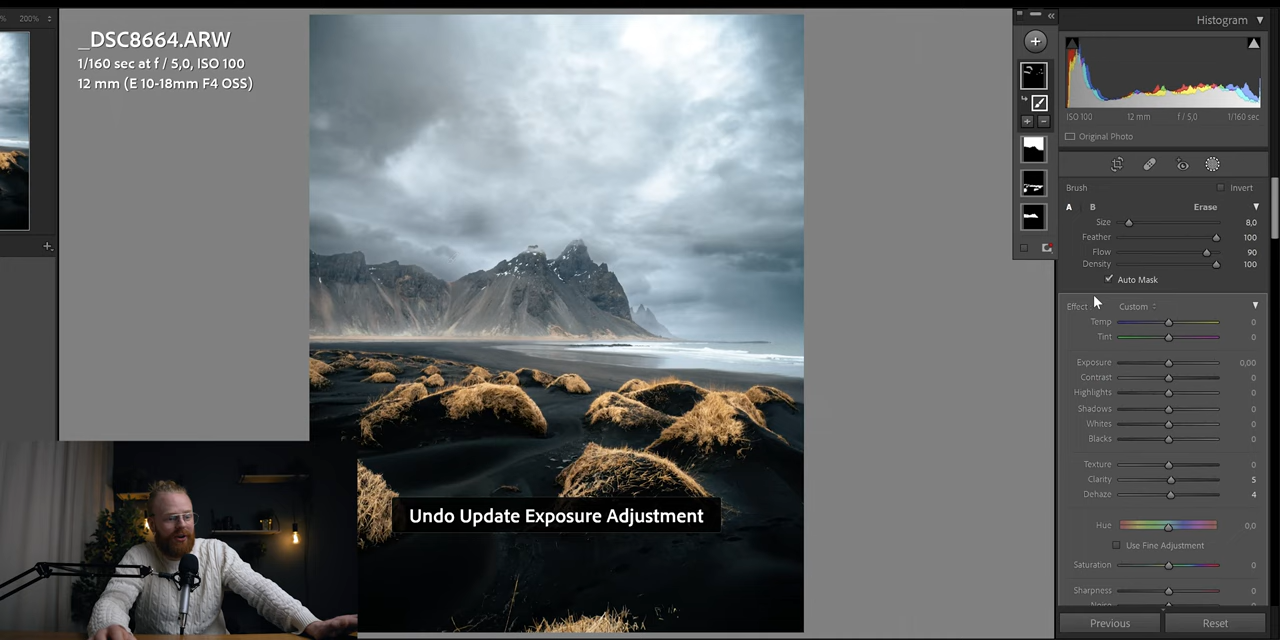 200%
_DSC8664.ARW
1/160 sec at f / 5,0, ISO 100
12 mm (E 10-18mm F4 OSS)
Undo Update Exposure Adjustment
Histogram
ISO 100 12 mm f / 5,0 1/160 sec
Original Photo
Brush Invert
A B Erase
Size 8,0
Feather 100
Flow 90
Density 100
Auto Mask
Effect : Custom
Temp 0
Tint 0
Exposure 0,00
Contrast 0
Highlights 0
Shadows 0
Whites 0
Blacks 0
Texture 0
Clarity 5
Dehaze 4
Hue 0,0
Use Fine Adjustment
Saturation 0
Sharpness 0
Noise
Previous Reset